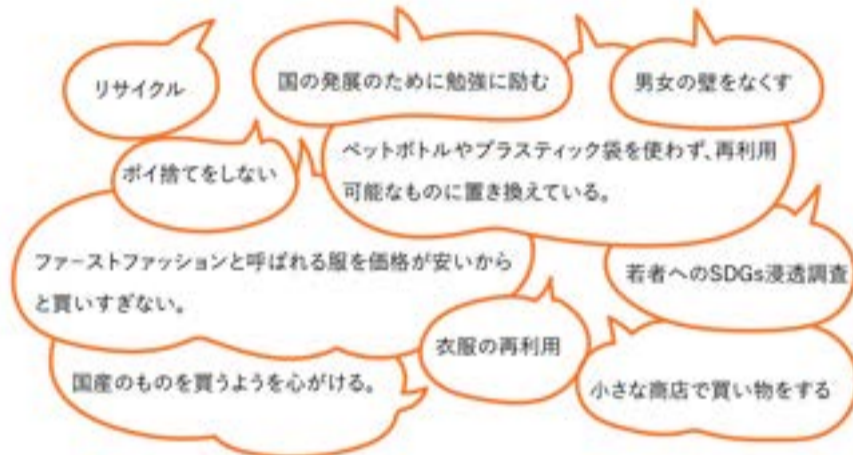 リサイクル
国の発展のために勉強に励む
男女の壁をなくす
ポイ捨てをしない
ペットボトルやプラスティック袋を使わず、再利用
可能なものに置き換えている。
ファーストファッションと呼ばれる服を価格が安いから
と買いすぎない。
若者へのSDGs浸透調査
衣服の再利用
国産のものを買うようを心がける。
小さな商店で買い物をする